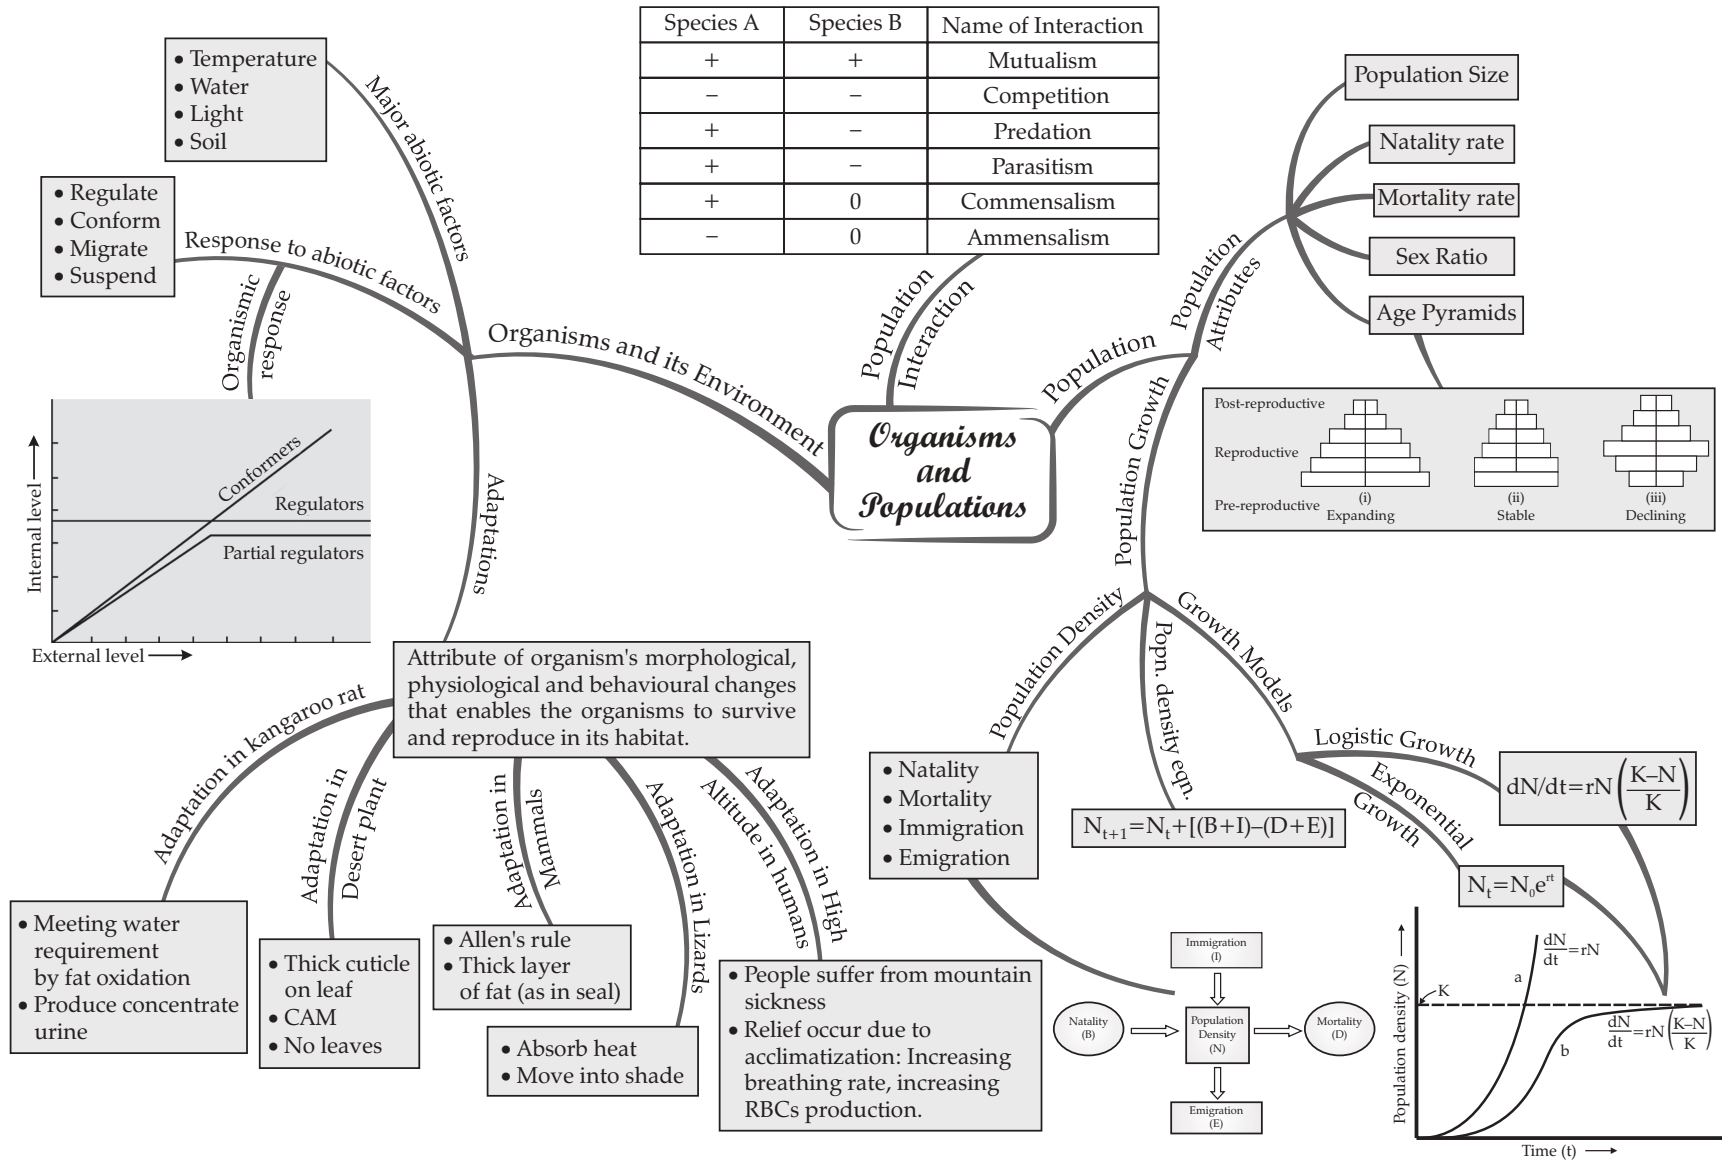 Organisms
and
Populations
Organisms and its Environment
Major abiotic factors
• Temperature
• Water
• Light
• Soil
Response to abiotic factors
• Regulate
• Conform
• Migrate
• Suspend
Organismic
response
Internal level
External level
Conformers
Regulators
Partial regulators
Adaptations
Attribute of organism's morphological,
physiological and behavioural changes
that enables the organisms to survive
and reproduce in its habitat.
Adaptation in kangaroo rat
• Meeting water
requirement
by fat oxidation
• Produce concentrate
urine
Adaptation in
Desert plant
• Thick cuticle
on leaf
• CAM
• No leaves
Adaptation in
Mammals
• Allen's rule
• Thick layer
of fat (as in seal)
Adaptation in Lizards
• Absorb heat
• Move into shade
Adaptation in High
Altitude in humans
• People suffer from mountain
sickness
• Relief occur due to
acclimatization: Increasing
breathing rate, increasing
RBCs production.
Population
Interaction
Species A Species B Name of Interaction
+ + Mutualism
– – Competition
+ – Predation
+ – Parasitism
+ 0 Commensalism
– 0 Ammensalism
Population
Population
Attributes
Population Size
Natality rate
Mortality rate
Sex Ratio
Age Pyramids
Post-reproductive
Reproductive
Pre-reproductive
(i)
Expanding
(ii)
Stable
(iii)
Declining
Population Growth
Population Density
• Natality
• Mortality
• Immigration
• Emigration
Immigration
(I)
Natality
(B)
Population
Density
(N)
Mortality
(D)
Emigration
(E)
Popn. density eqn.
Nt+1=Nt+[(B+I)–(D+E)]
Growth Models
Logistic Growth
dN/dt=rN(K–N/K)
Exponential
Growth
Nt=N0e^rt
Population density (N)
K
a
dN/dt=rN
b
dN/dt=rN(K–N/K)
Time (t)